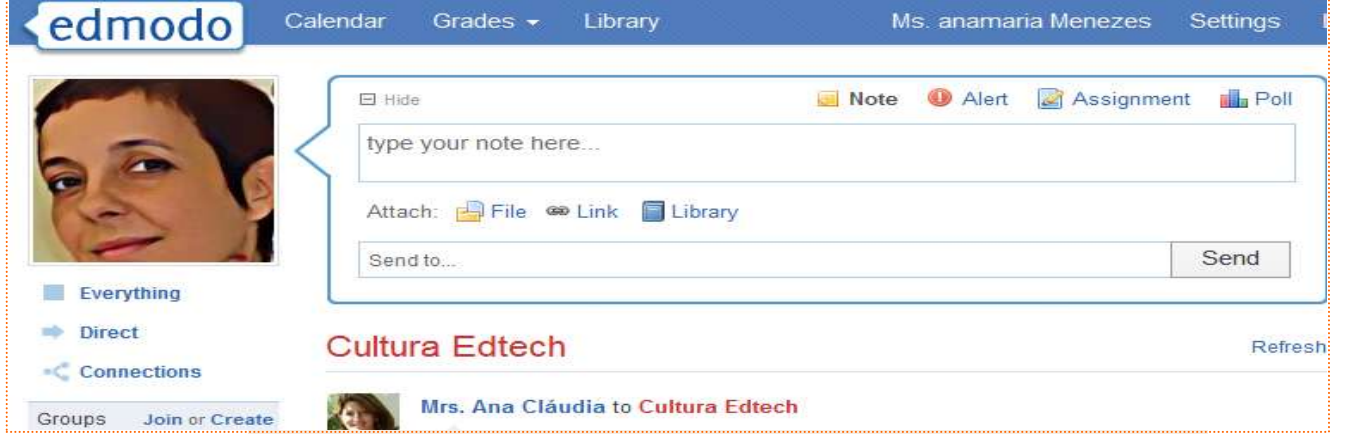 edmodo Calendar Grades Library Ms. anamaria Menezes Settings
Hide Note Alert Assignment Poll
type your note here...
Attach: File Link Library
Send to... Send
Everything
Direct
Connections
Cultura Edtech Refresh
Groups Join or Create
Mrs. Ana Cláudia to Cultura Edtech